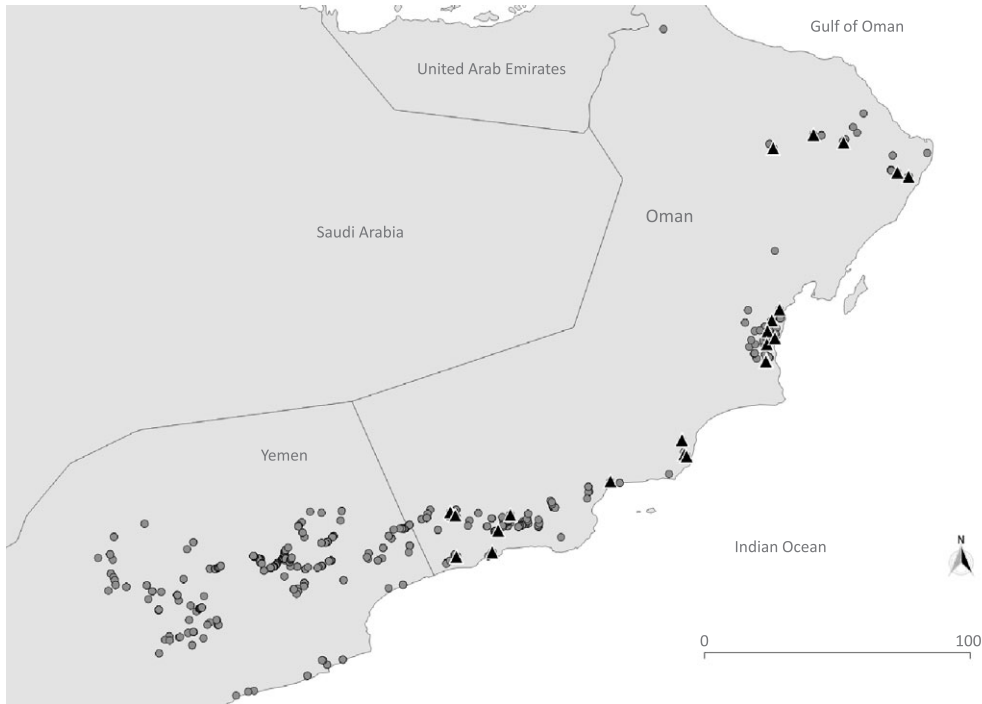 Gulf of Oman
United Arab Emirates
Oman
Saudi Arabia
Yemen
Indian Ocean
N
0 100